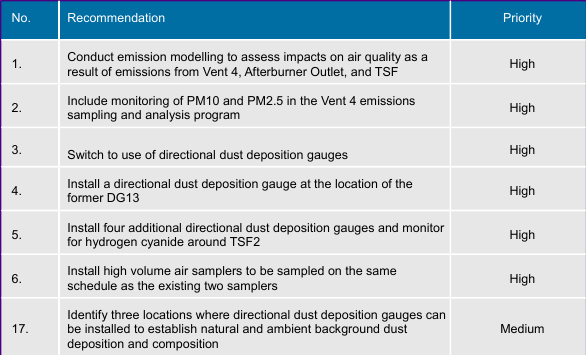 No. Recommendation Priority
1. Conduct emission modelling to assess impacts on air quality as a High
result of emissions from Vent 4, Afterburner Outlet, and TSF
2. Include monitoring of PM10 and PM2.5 in the Vent 4 emissions High
sampling and analysis program
3. Switch to use of directional dust deposition gauges High
4. Install a directional dust deposition gauge at the location of the High
former DG13
5. Install four additional directional dust deposition gauges and monitor High
for hydrogen cyanide around TSF2
6. Install high volume air samplers to be sampled on the same High
schedule as the existing two samplers
17. Identify three locations where directional dust deposition gauges can Medium
be installed to establish natural and ambient background dust
deposition and composition